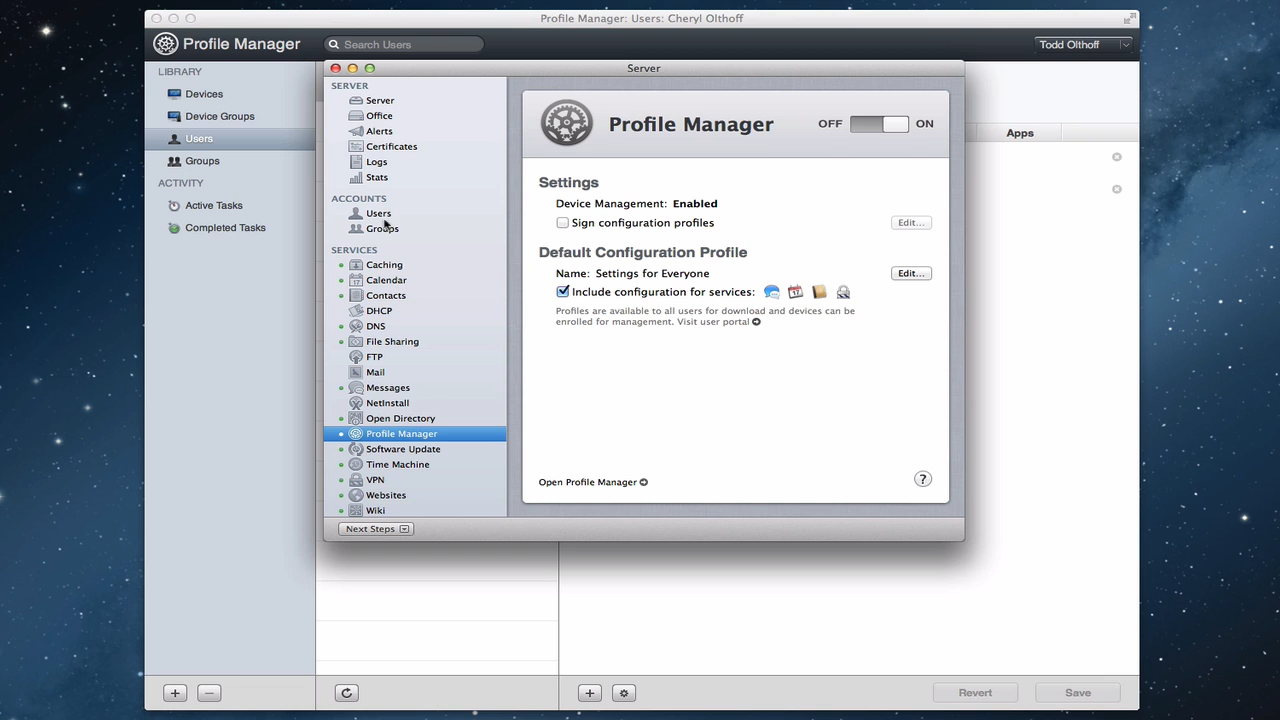 Profile Manager: Users: Cheryl Olthoff
Profile Manager
Search Users
Todd Olthoff
LIBRARY
Devices
Device Groups
Users
Groups
ACTIVITY
Active Tasks
Completed Tasks
Apps
Revert
Save
Server
SERVER
Server
Office
Alerts
Certificates
Logs
Stats
ACCOUNTS
Users
Groups
SERVICES
Caching
Calendar
Contacts
DHCP
DNS
File Sharing
FTP
Mail
Messages
NetInstall
Open Directory
Profile Manager
Software Update
Time Machine
VPN
Websites
Wiki
Next Steps
Profile Manager
OFF ON
Settings
Device Management: Enabled
Sign configuration profiles
Edit...
Default Configuration Profile
Name: Settings for Everyone
Edit...
Include configuration for services:
17
Profiles are available to all users for download and devices can be
enrolled for management. Visit user portal
Open Profile Manager
?